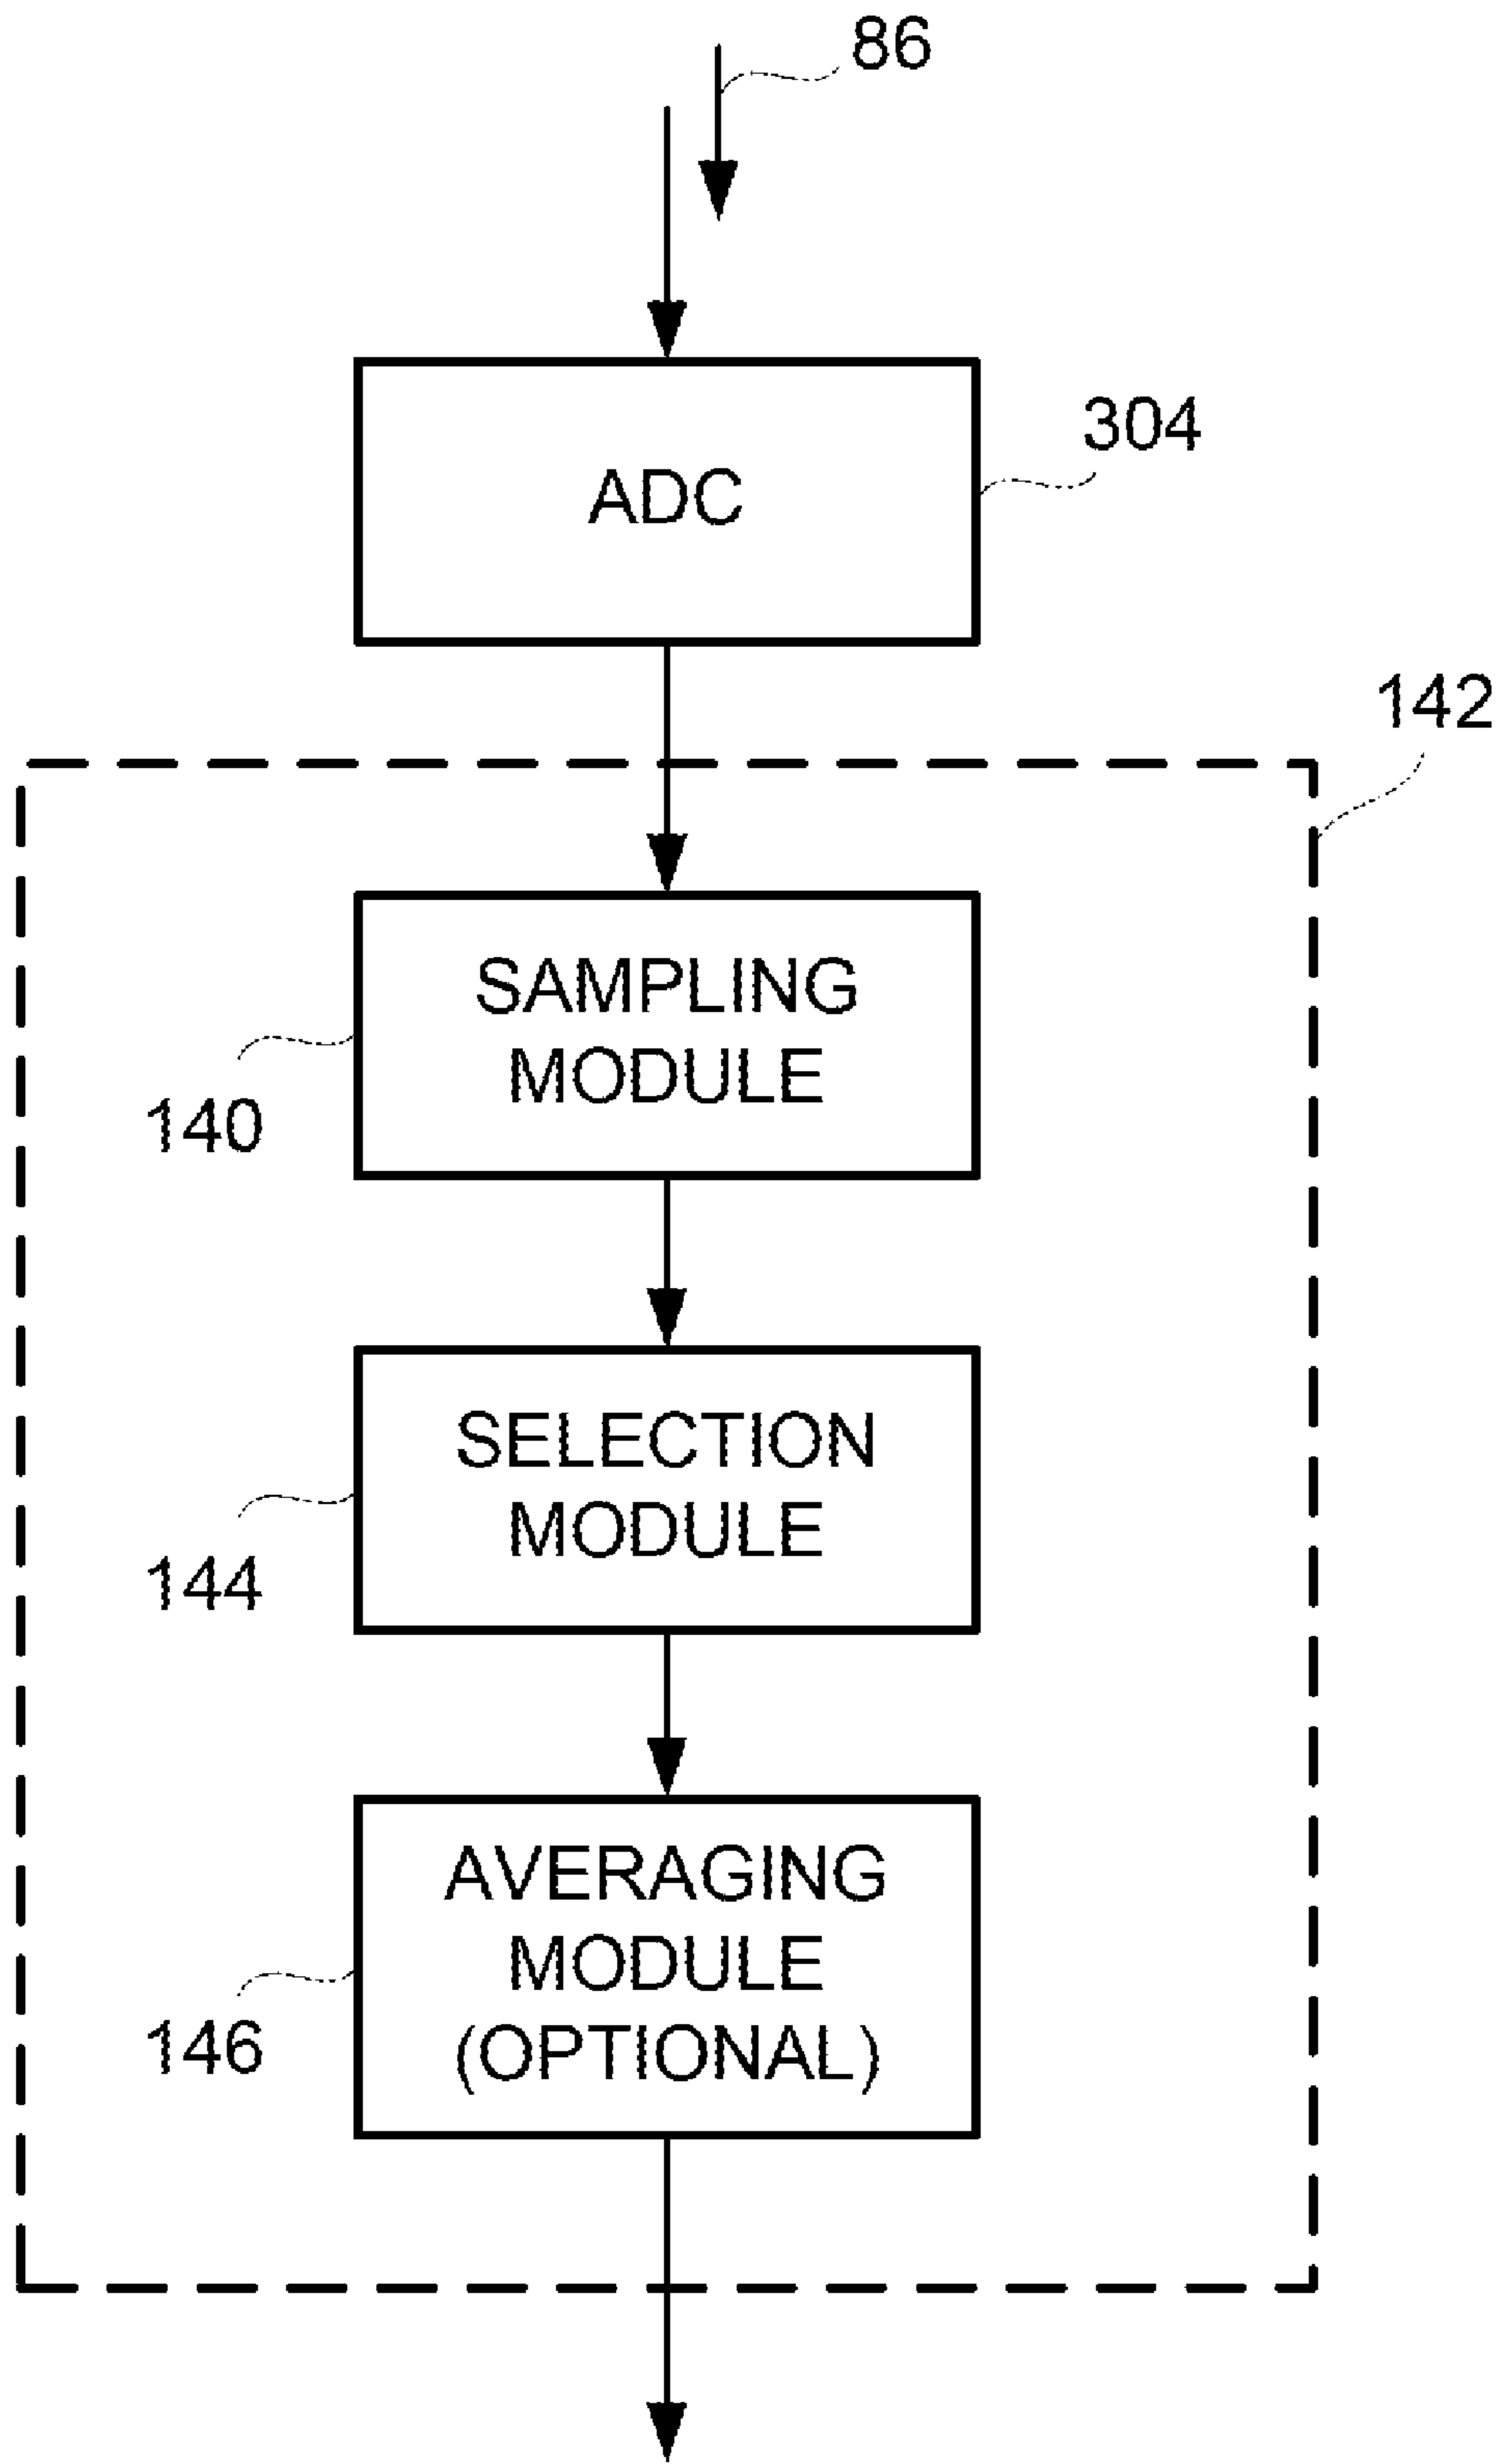 86
ADC
304
142
SAMPLING
MODULE
140
SELECTION
MODULE
144
AVERAGING
MODULE
(OPTIONAL)
146